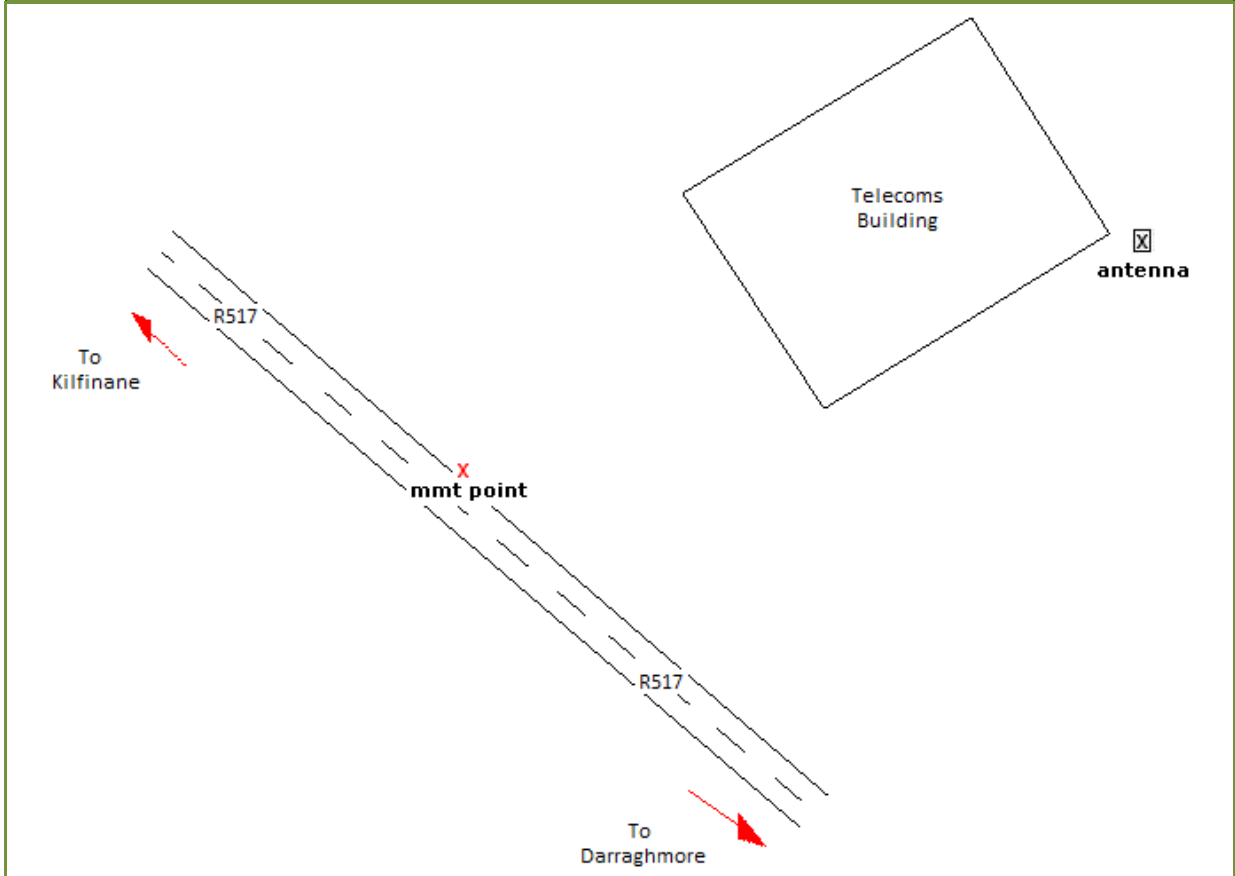 Telecoms
Building
X
antenna
R517
To
Kilfinane
X
mmt point
R517
To
Darraghmore